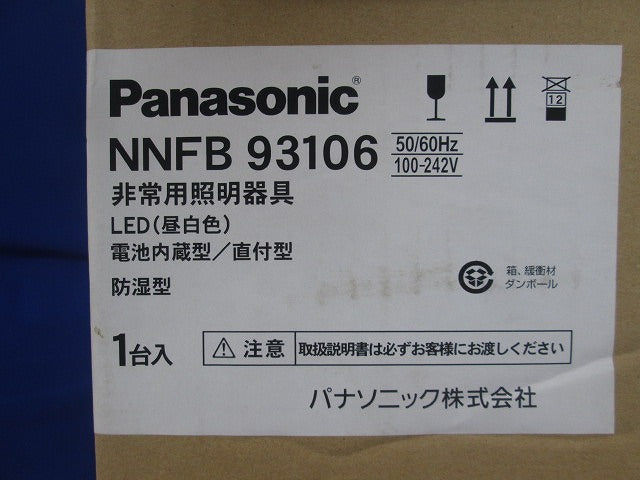 Panasonic®
NNFB 93106
50/60Hz
100-242V
12
非常用照明器具
LED(昼白色)
電池内蔵型/直付型
防湿型
箱、緩衝材
ダンボール
1台入
注意
取扱説明書は必ずお客様にお渡しください
パナソニック株式会社